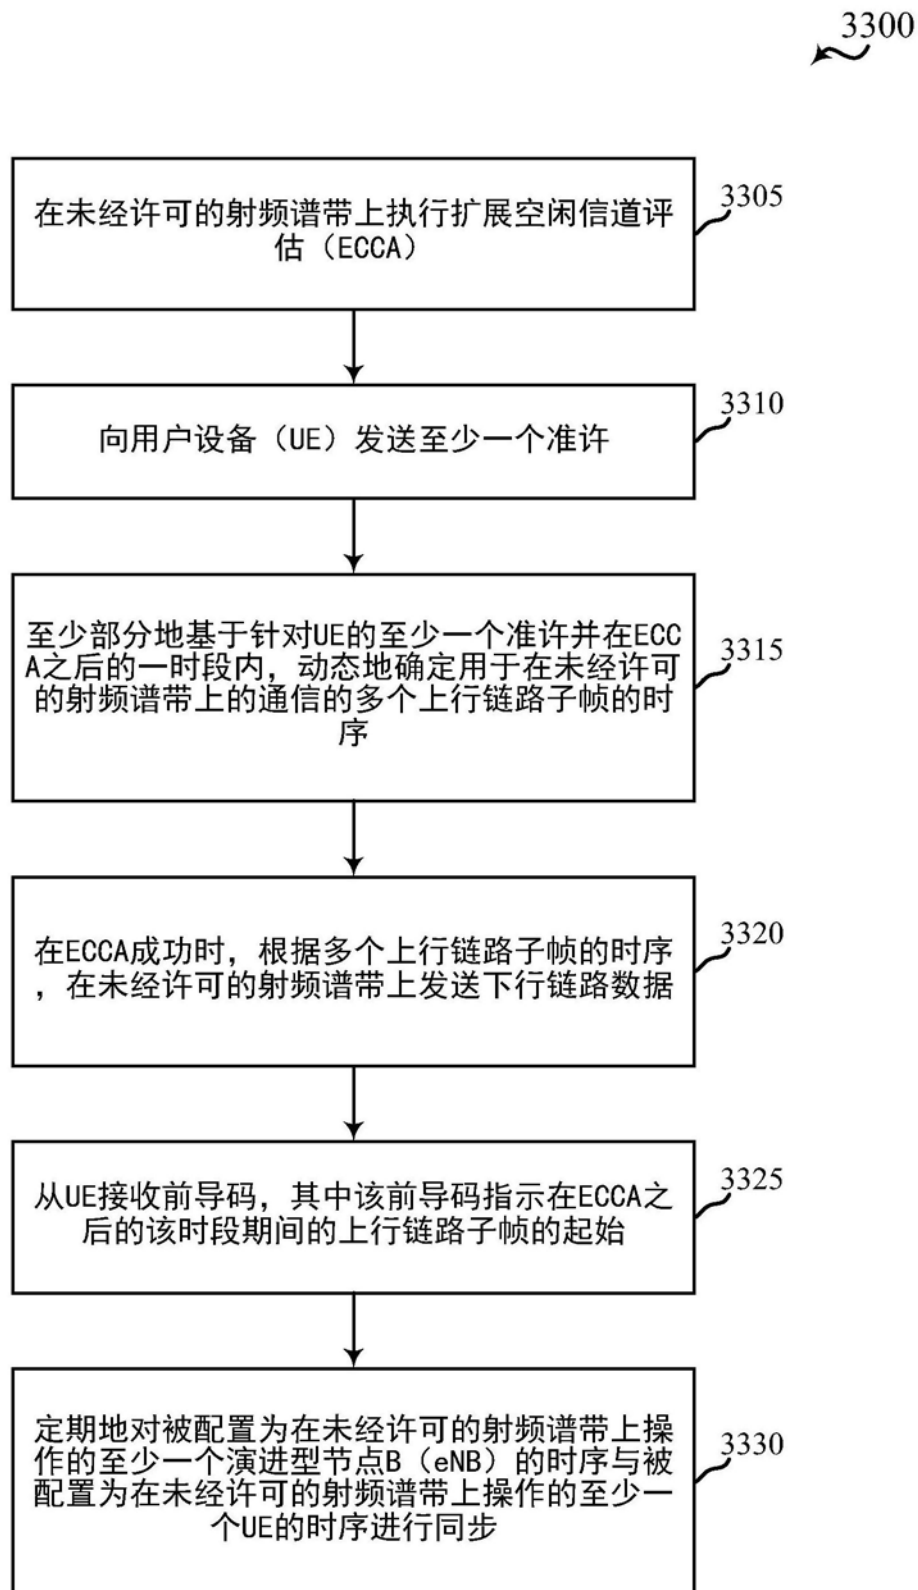 3300
在未经许可的射频谱带上执行扩展空闲信道评
估（ECCA）
3305
向用户设备（UE）发送至少一个准许
3310
至少部分地基于针对UE的至少一个准许并在ECC
A之后的一时段内，动态地确定用于在未经许可
的射频谱带上的通信的多个上行链路子帧的时
序
3315
在ECCA成功时，根据多个上行链路子帧的时序
，在未经许可的射频谱带上发送下行链路数据
3320
从UE接收前导码，其中该前导码指示在ECCA之
后的该时段期间的上行链路子帧的起始
3325
定期地对被配置为在未经许可的射频谱带上操
作的至少一个演进型节点B（eNB）的时序与被
配置为在未经许可的射频谱带上操作的至少一
个UE的时序进行同步
3330